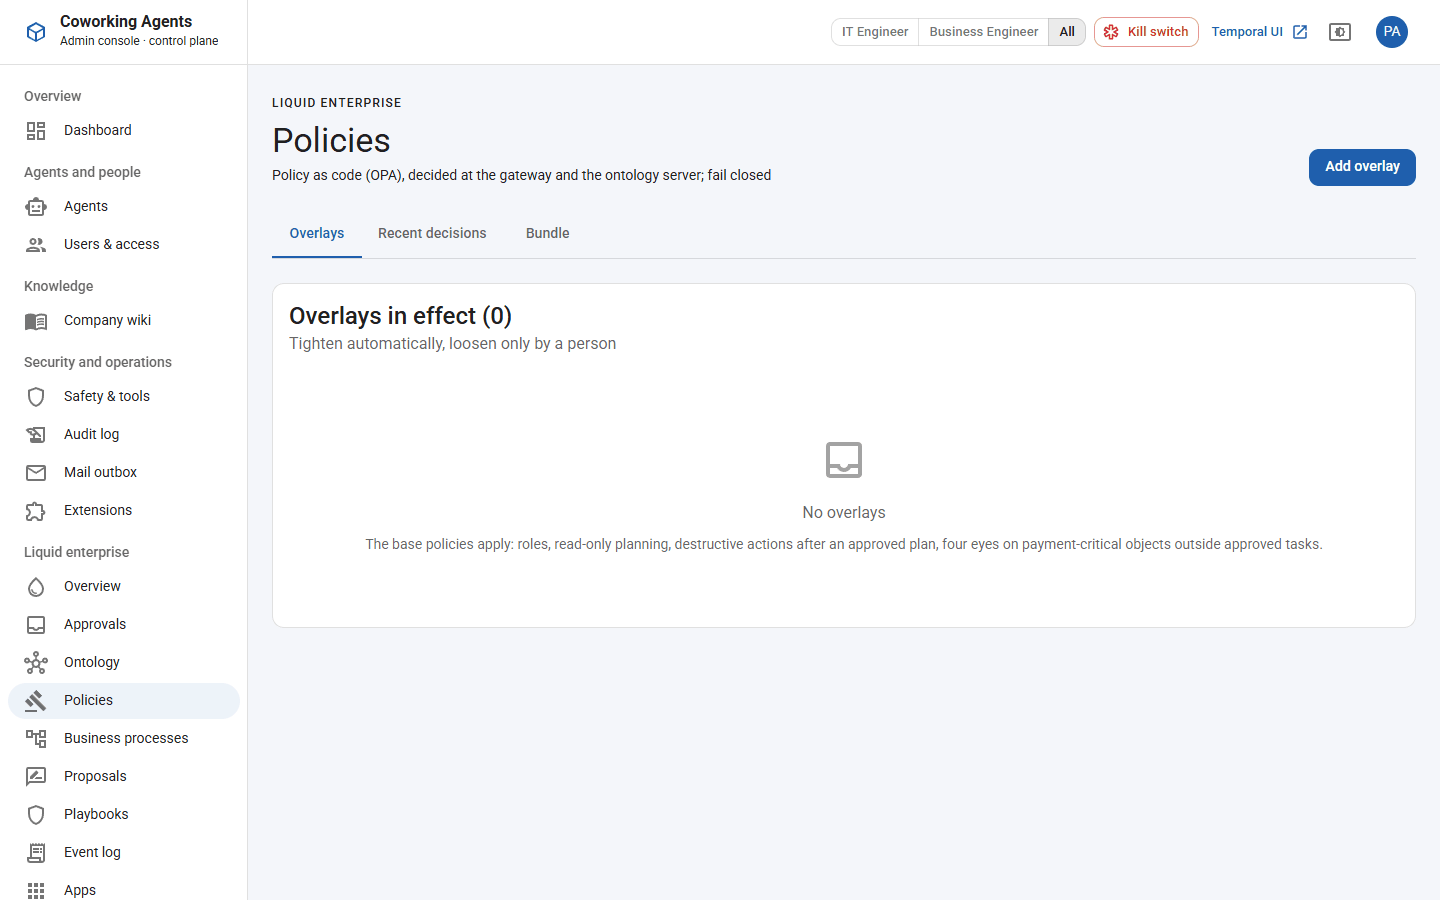 Coworking Agents
Admin console · control plane
IT Engineer
Business Engineer
All
Kill switch
Temporal UI
PA
Overview
Dashboard
Agents and people
Agents
Users & access
Knowledge
Company wiki
Security and operations
Safety & tools
Audit log
Mail outbox
Extensions
Liquid enterprise
Overview
Approvals
Ontology
Policies
Business processes
Proposals
Playbooks
Event log
Apps
LIQUID ENTERPRISE
Policies
Policy as code (OPA), decided at the gateway and the ontology server; fail closed
Add overlay
Overlays
Recent decisions
Bundle
Overlays in effect (0)
Tighten automatically, loosen only by a person
No overlays
The base policies apply: roles, read-only planning, destructive actions after an approved plan, four eyes on payment-critical objects outside approved tasks.